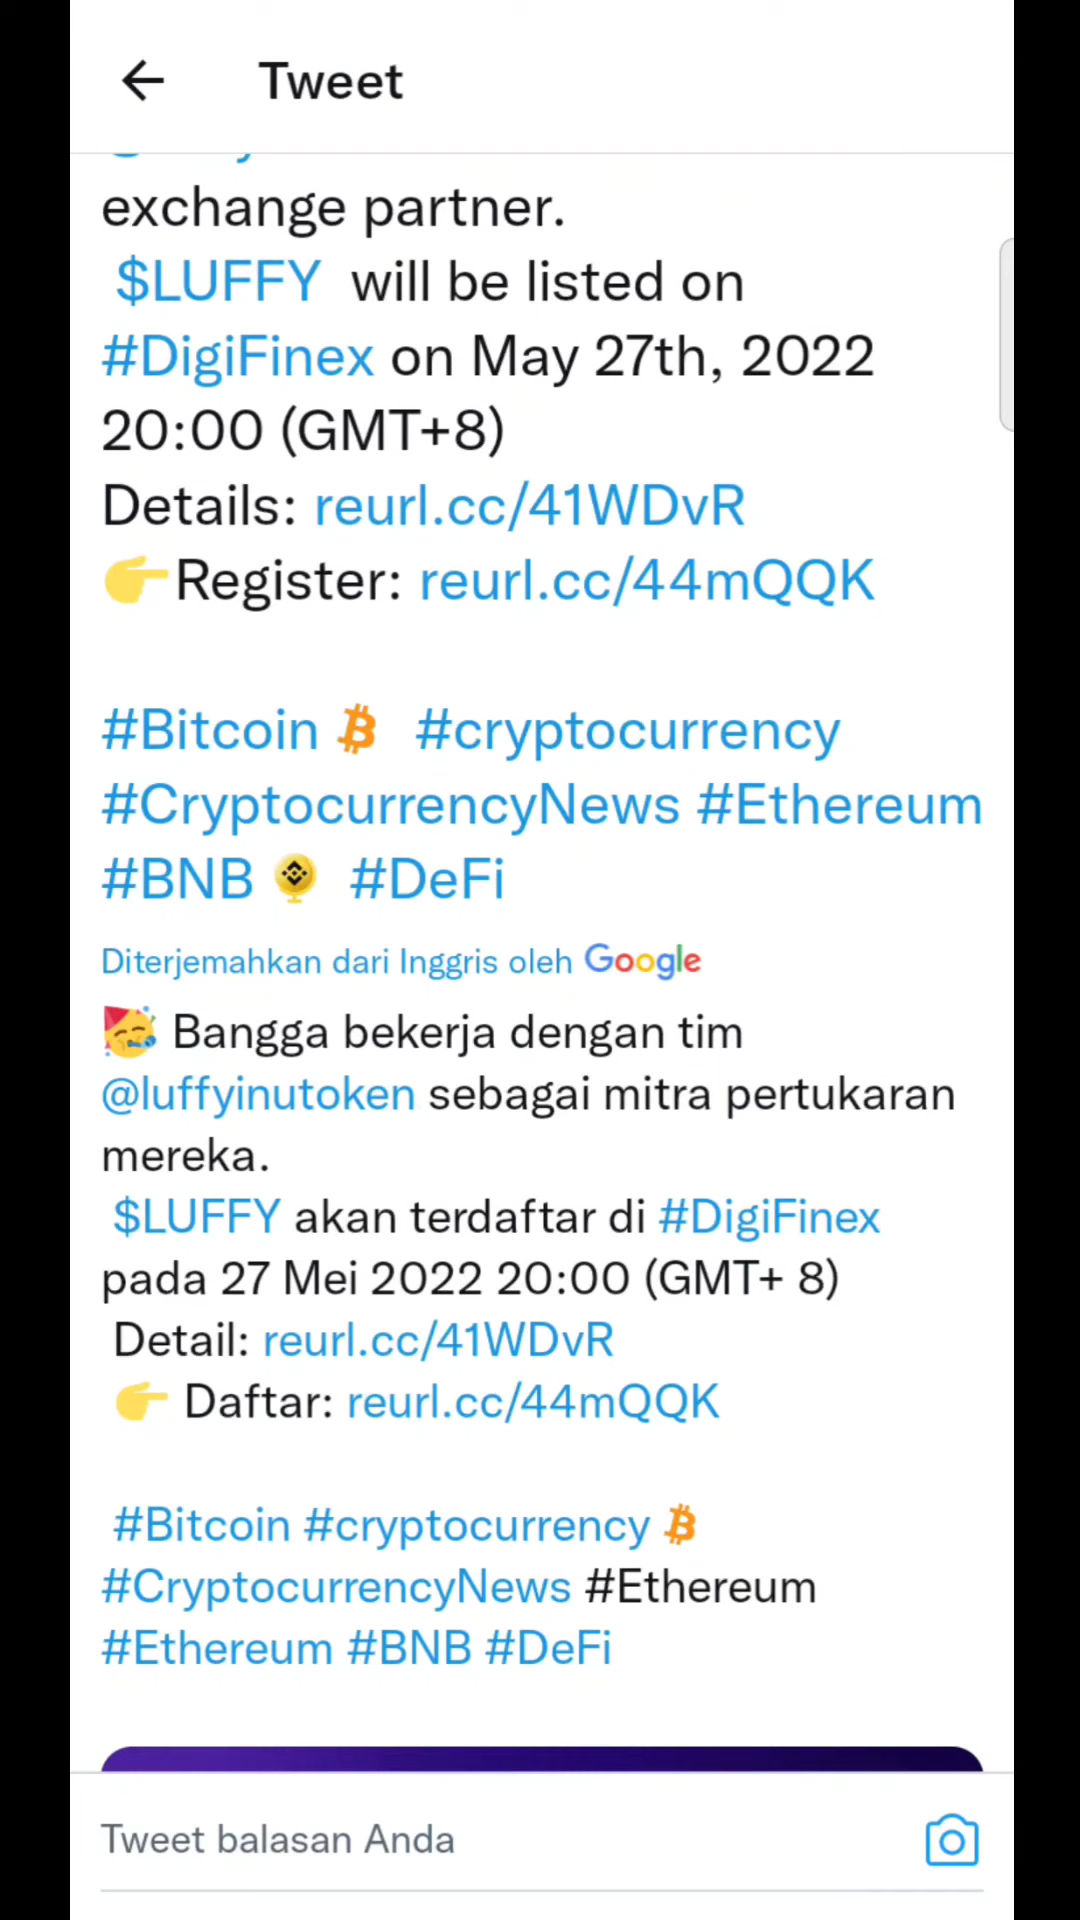 Tweet
exchange partner.
$LUFFY will be listed on
#DigiFinex on May 27th, 2022
20:00 (GMT+8)
Details: reurl.cc/41WDvR
👉Register: reurl.cc/44mQQK
#Bitcoin #cryptocurrency
#CryptocurrencyNews #Ethereum
#BNB #DeFi
Diterjemahkan dari Inggris oleh Google
🥳 Bangga bekerja dengan tim
@luffyinutoken sebagai mitra pertukaran
mereka.
$LUFFY akan terdaftar di #DigiFinex
pada 27 Mei 2022 20:00 (GMT+ 8)
Detail: reurl.cc/41WDvR
👉 Daftar: reurl.cc/44mQQK
#Bitcoin #cryptocurrency
#CryptocurrencyNews #Ethereum
#Ethereum #BNB #DeFi
Tweet balasan Anda